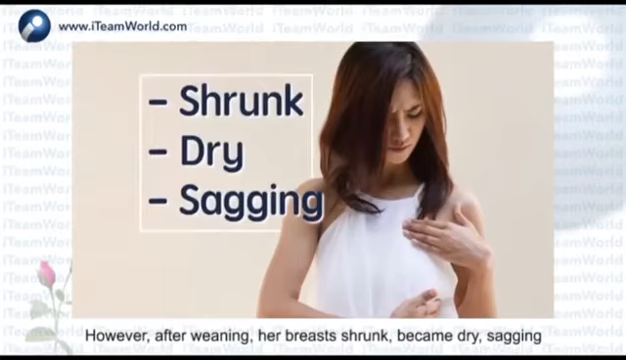 www.iTeamWorld.com
- Shrunk
- Dry
- Sagging
However, after weaning, her breasts shrunk, became dry, sagging